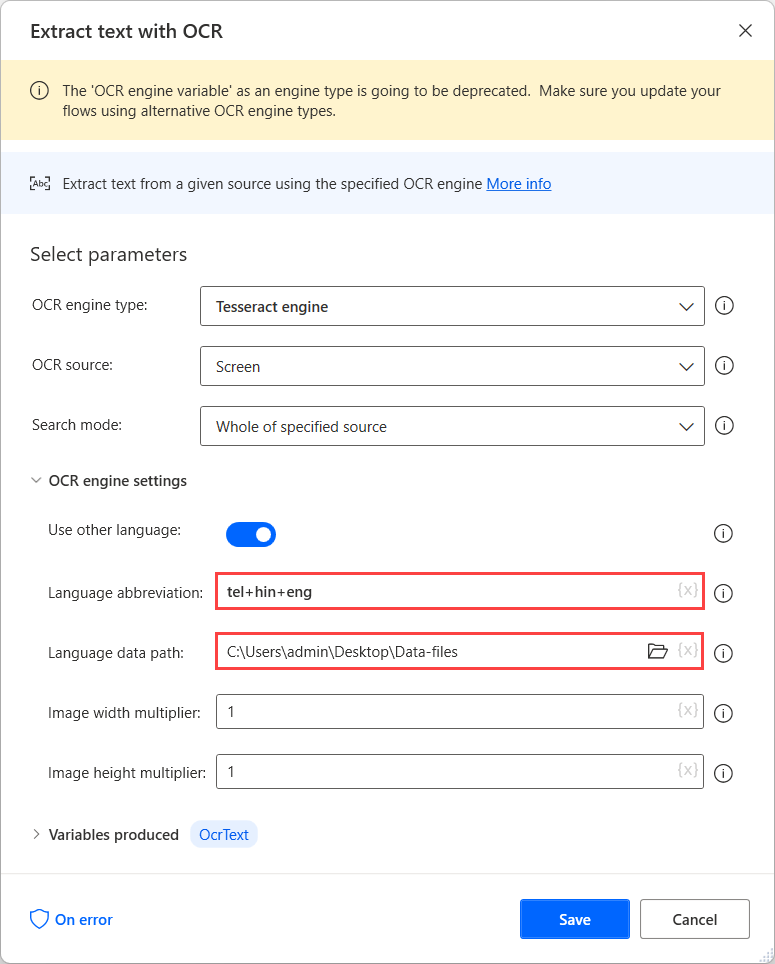 Extract text with OCR
The 'OCR engine variable' as an engine type is going to be deprecated.  Make sure you update your
flows using alternative OCR engine types.
Abc Extract text from a given source using the specified OCR engine More info
Select parameters
OCR engine type: Tesseract engine
OCR source: Screen
Search mode: Whole of specified source
OCR engine settings
Use other language:
Language abbreviation: tel+hin+eng {x}
Language data path: C:\Users\admin\Desktop\Data-files {x}
Image width multiplier: 1 {x}
Image height multiplier: 1 {x}
Variables produced OcrText
On error Save Cancel